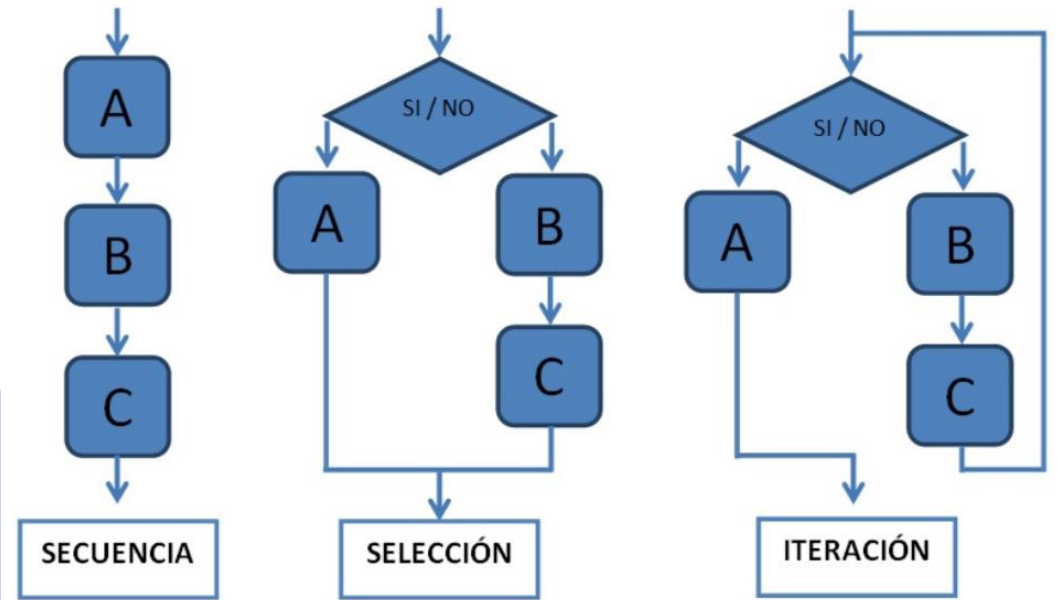 A
B
C
SECUENCIA
SI / NO
A
B
C
SELECCIÓN
SI / NO
A
B
C
ITERACIÓN